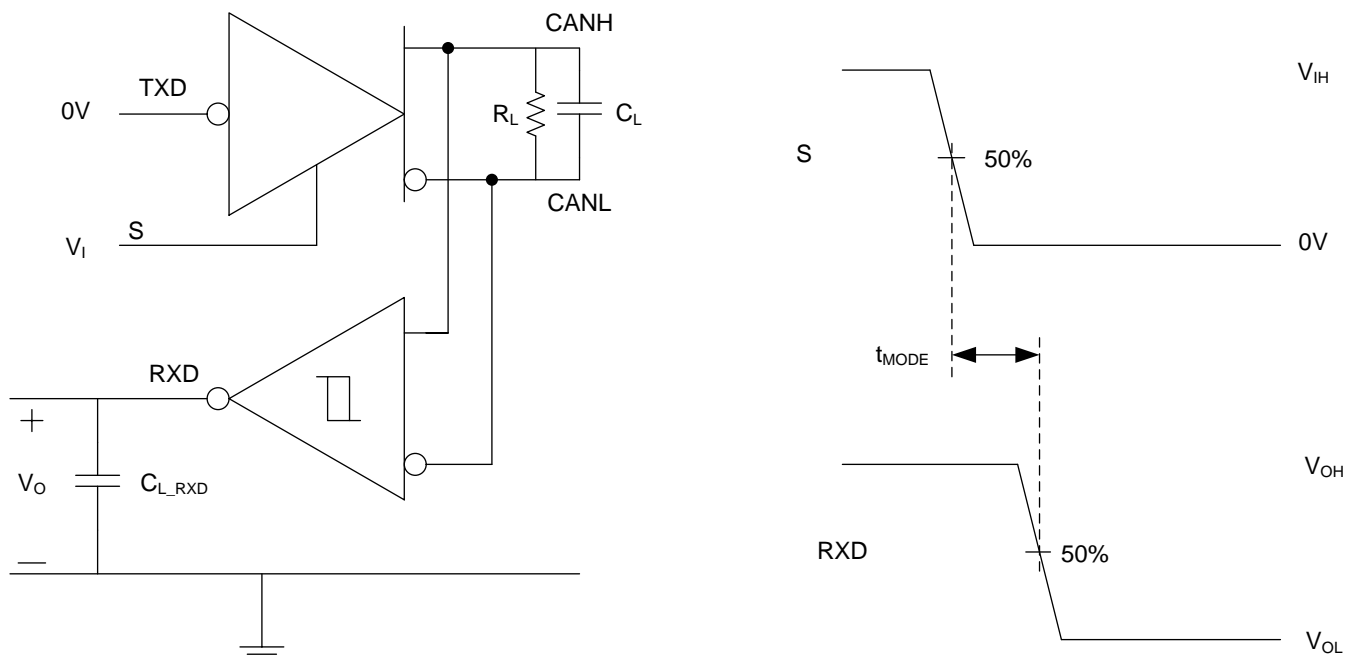 CANH
TXD
0V
R_L
C_L
S
V_I
CANL
RXD
+
V_O
C_L_RXD
—
V_IH
S
50%
0V
t_MODE
V_OH
RXD
50%
V_OL